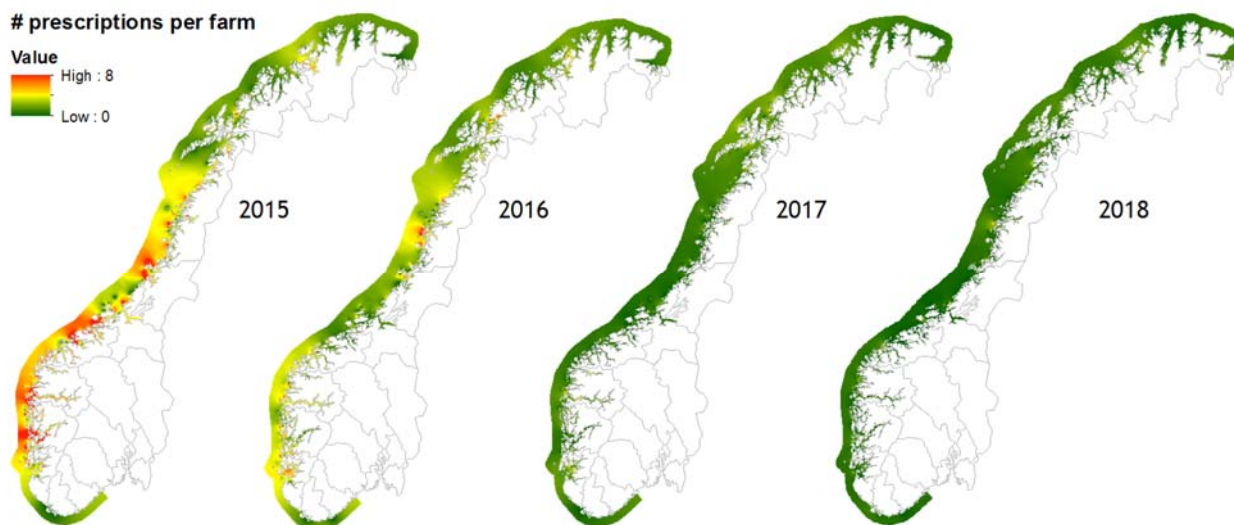 # prescriptions per farm
Value
High : 8
Low : 0
2015
2016
2017
2018